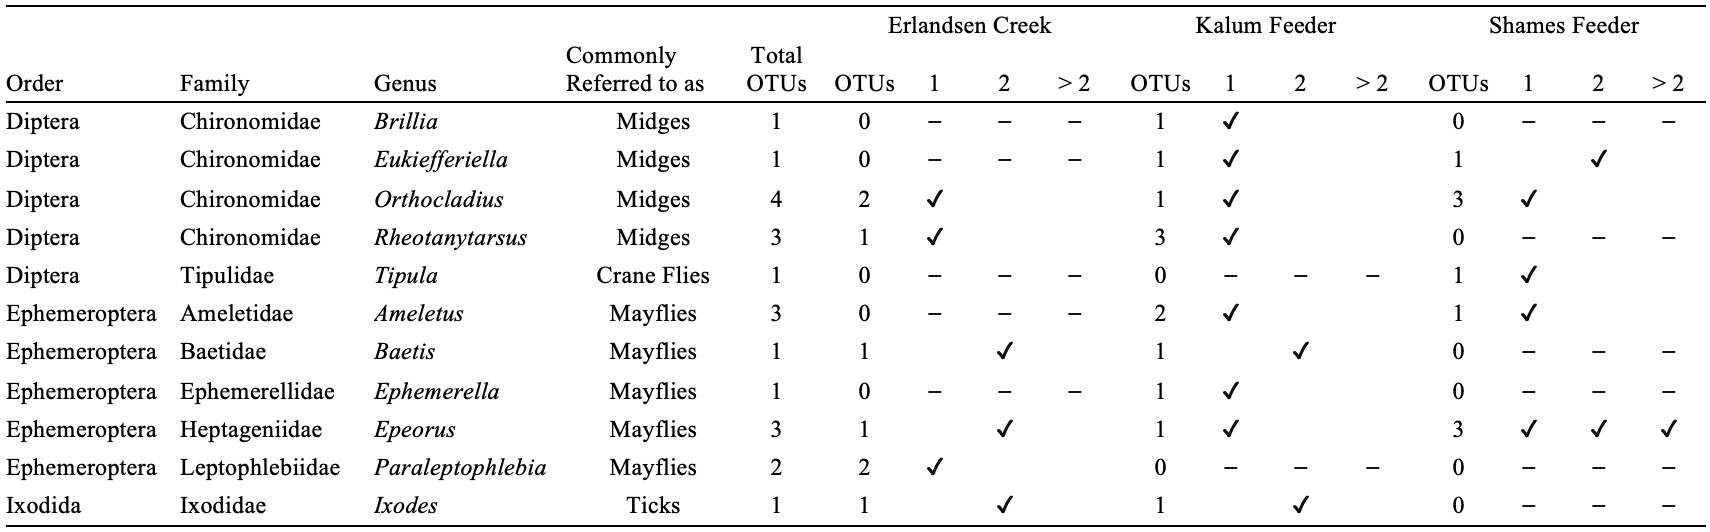 Erlandsen Creek Kalum Feeder Shames Feeder
Commonly Total
Order Family Genus Referred to as OTUs OTUs 1 2 > 2 OTUs 1 2 > 2 OTUs 1 2 > 2
Diptera Chironomidae Brillia Midges 1 0 – – – 1 ✓ 0 – – –
Diptera Chironomidae Eukiefferiella Midges 1 0 – – – 1 ✓ 1 ✓
Diptera Chironomidae Orthocladius Midges 4 2 ✓ 1 ✓ 3 ✓
Diptera Chironomidae Rheotanytarsus Midges 3 1 ✓ 3 ✓ 0 – – –
Diptera Tipulidae Tipula Crane Flies 1 0 – – – 0 – – – 1 ✓
Ephemeroptera Ameletidae Ameletus Mayflies 3 0 – – – 2 ✓ 1 ✓
Ephemeroptera Baetidae Baetis Mayflies 1 1 ✓ 1 ✓ 0 – – –
Ephemeroptera Ephemerellidae Ephemerella Mayflies 1 0 – – – 1 ✓ 0 – – –
Ephemeroptera Heptageniidae Epeorus Mayflies 3 1 ✓ 1 ✓ 3 ✓ ✓ ✓
Ephemeroptera Leptophlebiidae Paraleptophlebia Mayflies 2 2 ✓ 0 – – – 0 – – –
Ixodida Ixodidae Ixodes Ticks 1 1 ✓ 1 ✓ 0 – – –